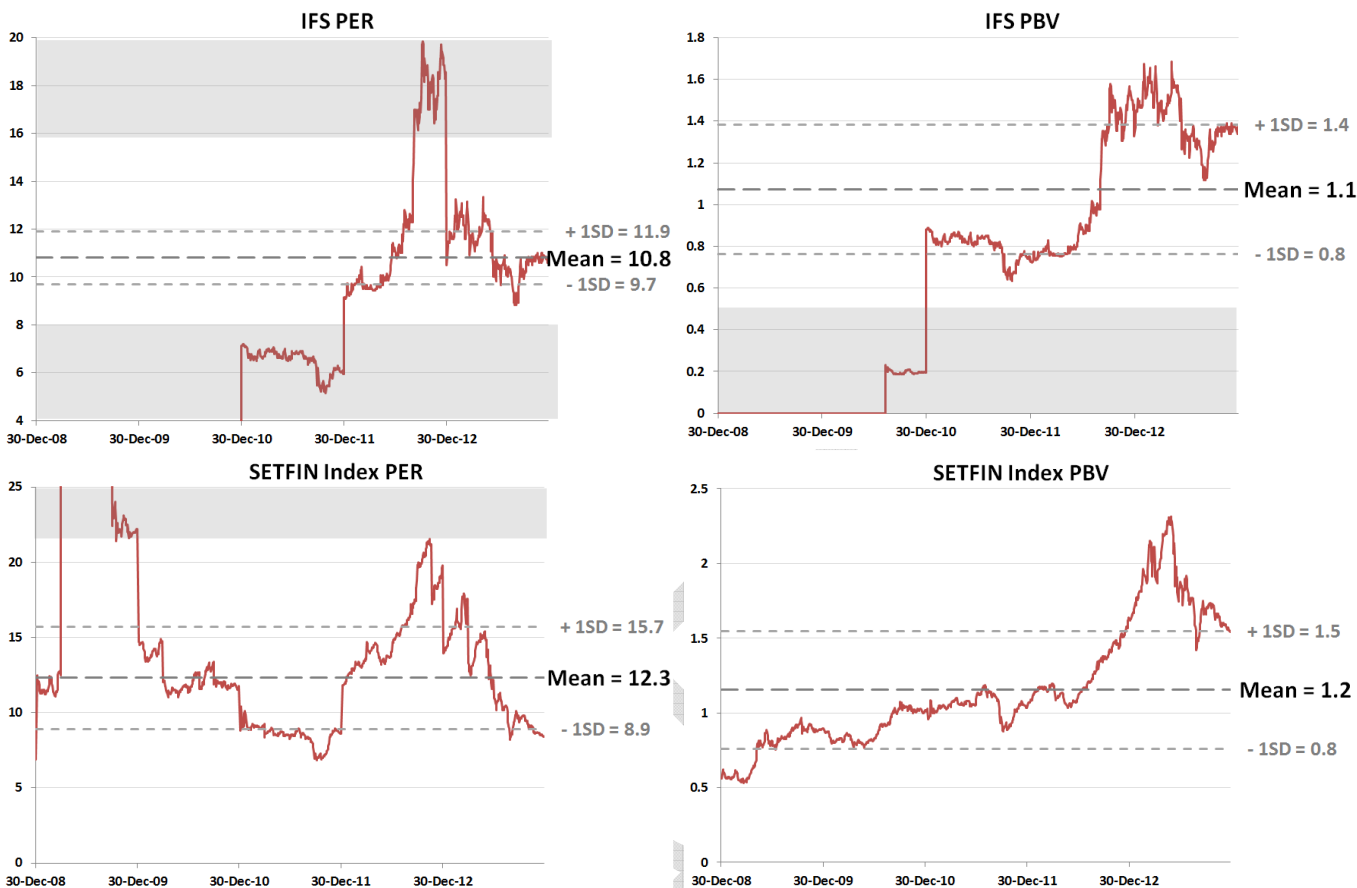 IFS PER
20
18
16
14
12
10
8
6
4
+ 1SD = 11.9
Mean = 10.8
- 1SD = 9.7
30-Dec-08 30-Dec-09 30-Dec-10 30-Dec-11 30-Dec-12
IFS PBV
1.8
1.6
1.4
1.2
1
0.8
0.6
0.4
0.2
0
+ 1SD = 1.4
Mean = 1.1
- 1SD = 0.8
30-Dec-08 30-Dec-09 30-Dec-10 30-Dec-11 30-Dec-12
SETFIN Index PER
25
20
15
10
5
0
+ 1SD = 15.7
Mean = 12.3
- 1SD = 8.9
30-Dec-08 30-Dec-09 30-Dec-10 30-Dec-11 30-Dec-12
SETFIN Index PBV
2.5
2
1.5
1
0.5
0
+ 1SD = 1.5
Mean = 1.2
- 1SD = 0.8
30-Dec-08 30-Dec-09 30-Dec-10 30-Dec-11 30-Dec-12